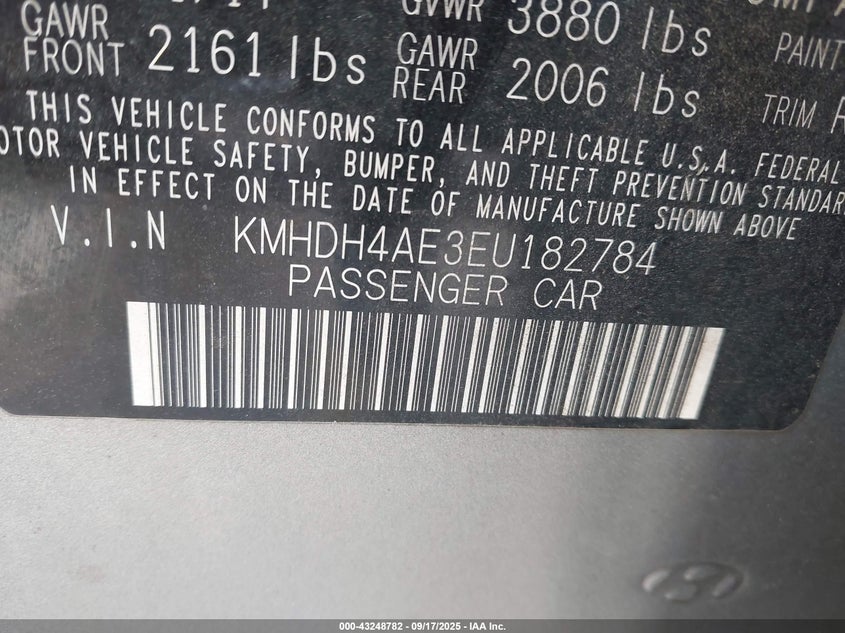 GAWR FRONT 2161 lbs GAWR REAR 2006 lbs
GVWR 3880 lbs
PAINT
TRIM
THIS VEHICLE CONFORMS TO ALL APPLICABLE U.S.A. FEDERAL
MOTOR VEHICLE SAFETY, BUMPER, AND THEFT PREVENTION STANDARDS
IN EFFECT ON THE DATE OF MANUFACTURE SHOWN ABOVE
V.I.N KMHDH4AE3EU182784
PASSENGER CAR
000-43248782 - 09/17/2025 - IAA Inc.